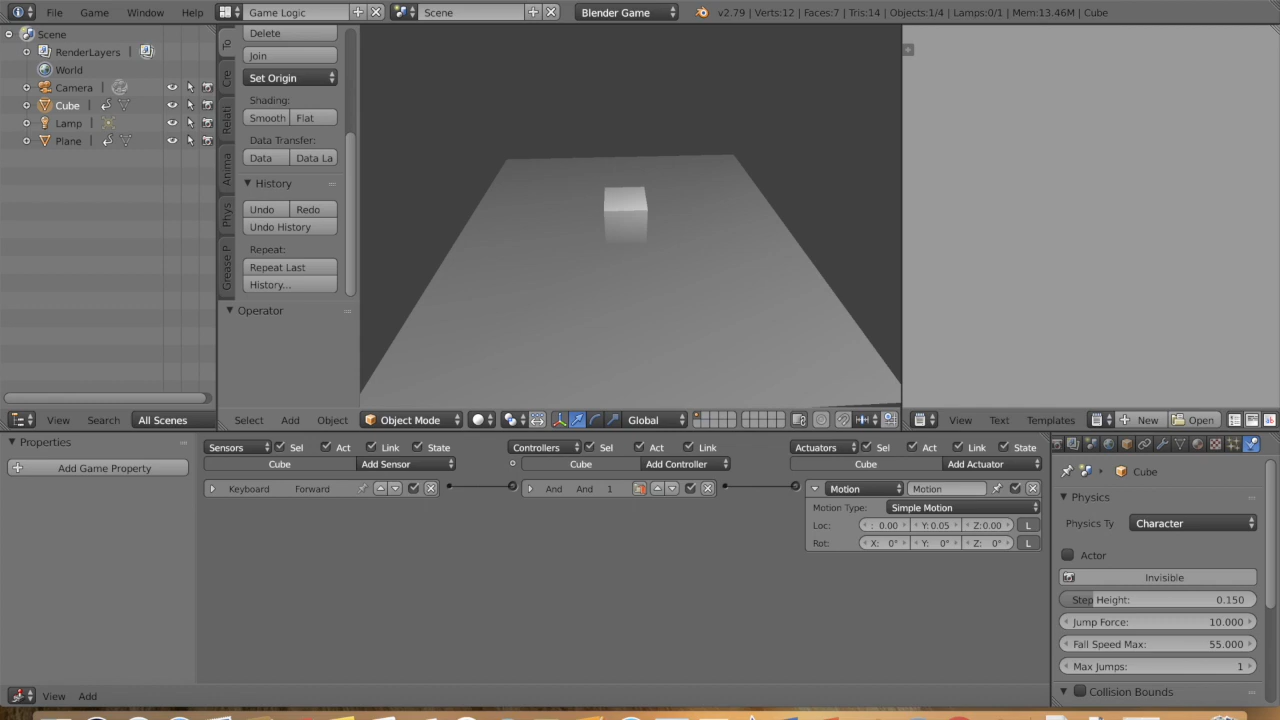 File Game Window Help Game Logic Scene Blender Game v2.79 | Verts:12 | Faces:7 | Tris:14 | Objects:1/4 | Lamps:0/1 | Mem:13.46M | Cube
Scene
RenderLayers |
World
Camera |
Cube |
Lamp |
Plane |
View Search All Scenes
To
Cre
Relati
Anima
Phys
Grease P
Delete
Join
Set Origin
Shading:
Smooth Flat
Data Transfer:
Data Data La
History
Undo Redo
Undo History
Repeat:
Repeat Last
History...
Operator
Select Add Object Object Mode Global
View Text Templates New Open
Properties
Add Game Property
Sensors Sel Act Link State
Cube Add Sensor
Keyboard Forward
Controllers Sel Act Link
Cube Add Controller
And And 1
Actuators Sel Act Link State
Cube Add Actuator
Motion Motion
Motion Type: Simple Motion
Loc: : 0.00 Y: 0.05 Z: 0.00 L
Rot: X: 0° Y: 0° Z: 0° L
Cube
Physics
Physics Ty Character
Actor
Invisible
Step Height: 0.150
Jump Force: 10.000
Fall Speed Max: 55.000
Max Jumps: 1
Collision Bounds
View Add